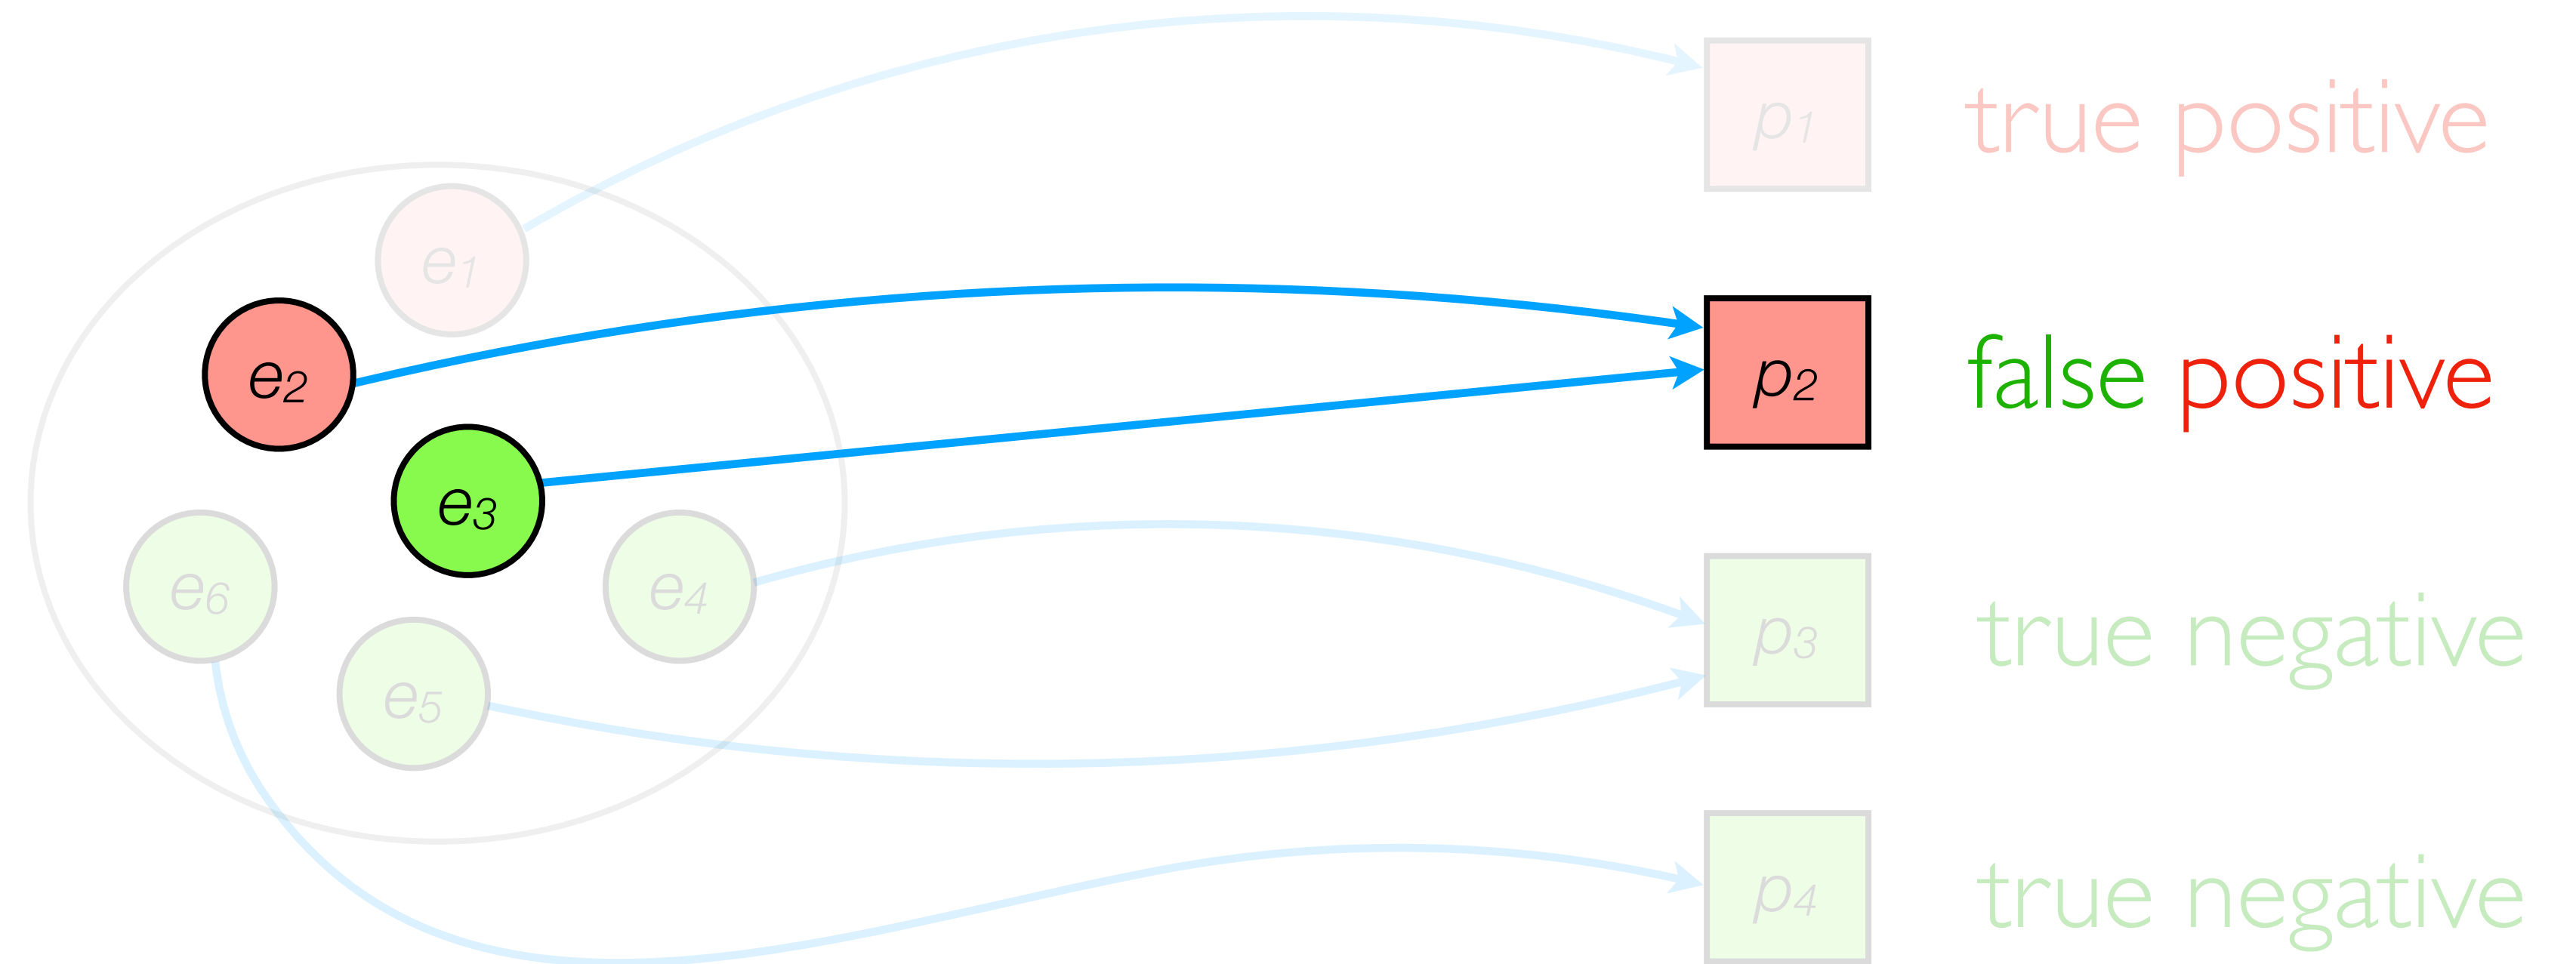 p1 true positive
e1
e2 p2 false positive
e3
e6 e4 p3 true negative
e5
p4 true negative